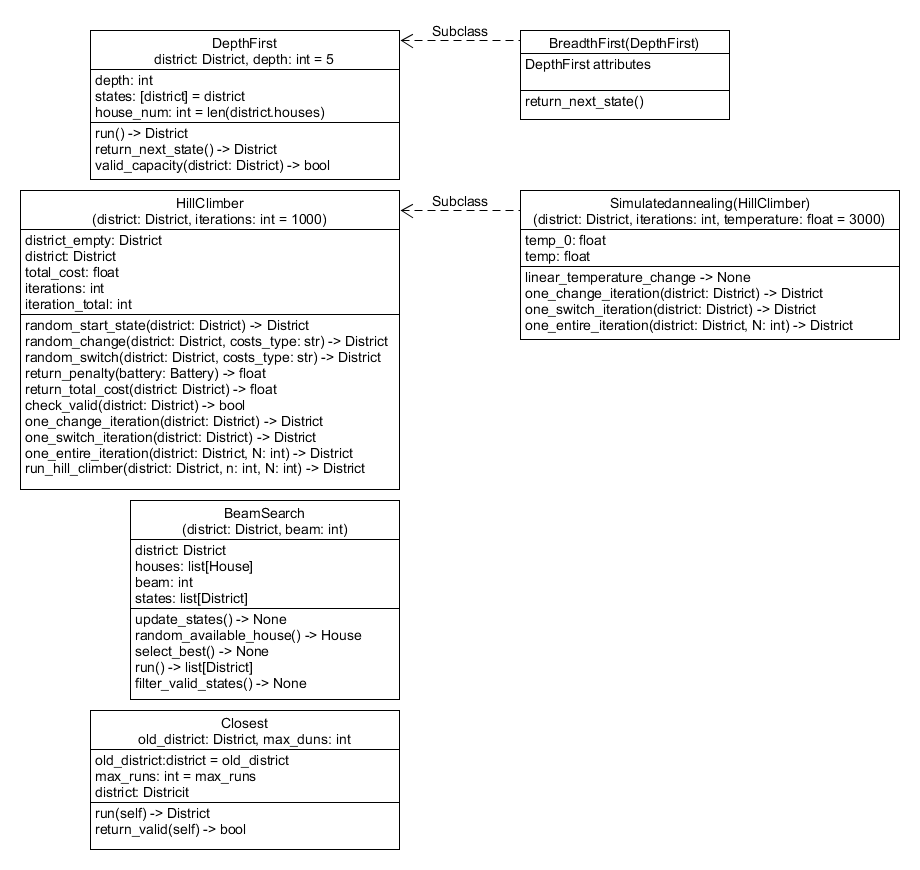 DepthFirst
district: District, depth: int = 5
depth: int
states: [district] = district
house_num: int = len(district.houses)
run() -> District
return_next_state() -> District
valid_capacity(district: District) -> bool
Subclass
BreadthFirst(DepthFirst)
DepthFirst attributes
return_next_state()
HillClimber
(district: District, iterations: int = 1000)
district_empty: District
district: District
total_cost: float
iterations: int
iteration_total: int
random_start_state(district: District) -> District
random_change(district: District, costs_type: str) -> District
random_switch(district: District, costs_type: str) -> District
return_penalty(battery: Battery) -> float
return_total_cost(district: District) -> float
check_valid(district: District) -> bool
one_change_iteration(district: District) -> District
one_switch_iteration(district: District) -> District
one_entire_iteration(district: District, N: int) -> District
run_hill_climber(district: District, n: int, N: int) -> District
Subclass
Simulatedannealing(HillClimber)
(district: District, iterations: int, temperature: float = 3000)
temp_0: float
temp: float
linear_temperature_change -> None
one_change_iteration(district: District) -> District
one_switch_iteration(district: District) -> District
one_entire_iteration(district: District, N: int) -> District
BeamSearch
(district: District, beam: int)
district: District
houses: list[House]
beam: int
states: list[District]
update_states() -> None
random_available_house() -> House
select_best() -> None
run() -> list[District]
filter_valid_states() -> None
Closest
old_district: District, max_duns: int
old_district:district = old_district
max_runs: int = max_runs
district: Districit
run(self) -> District
return_valid(self) -> bool